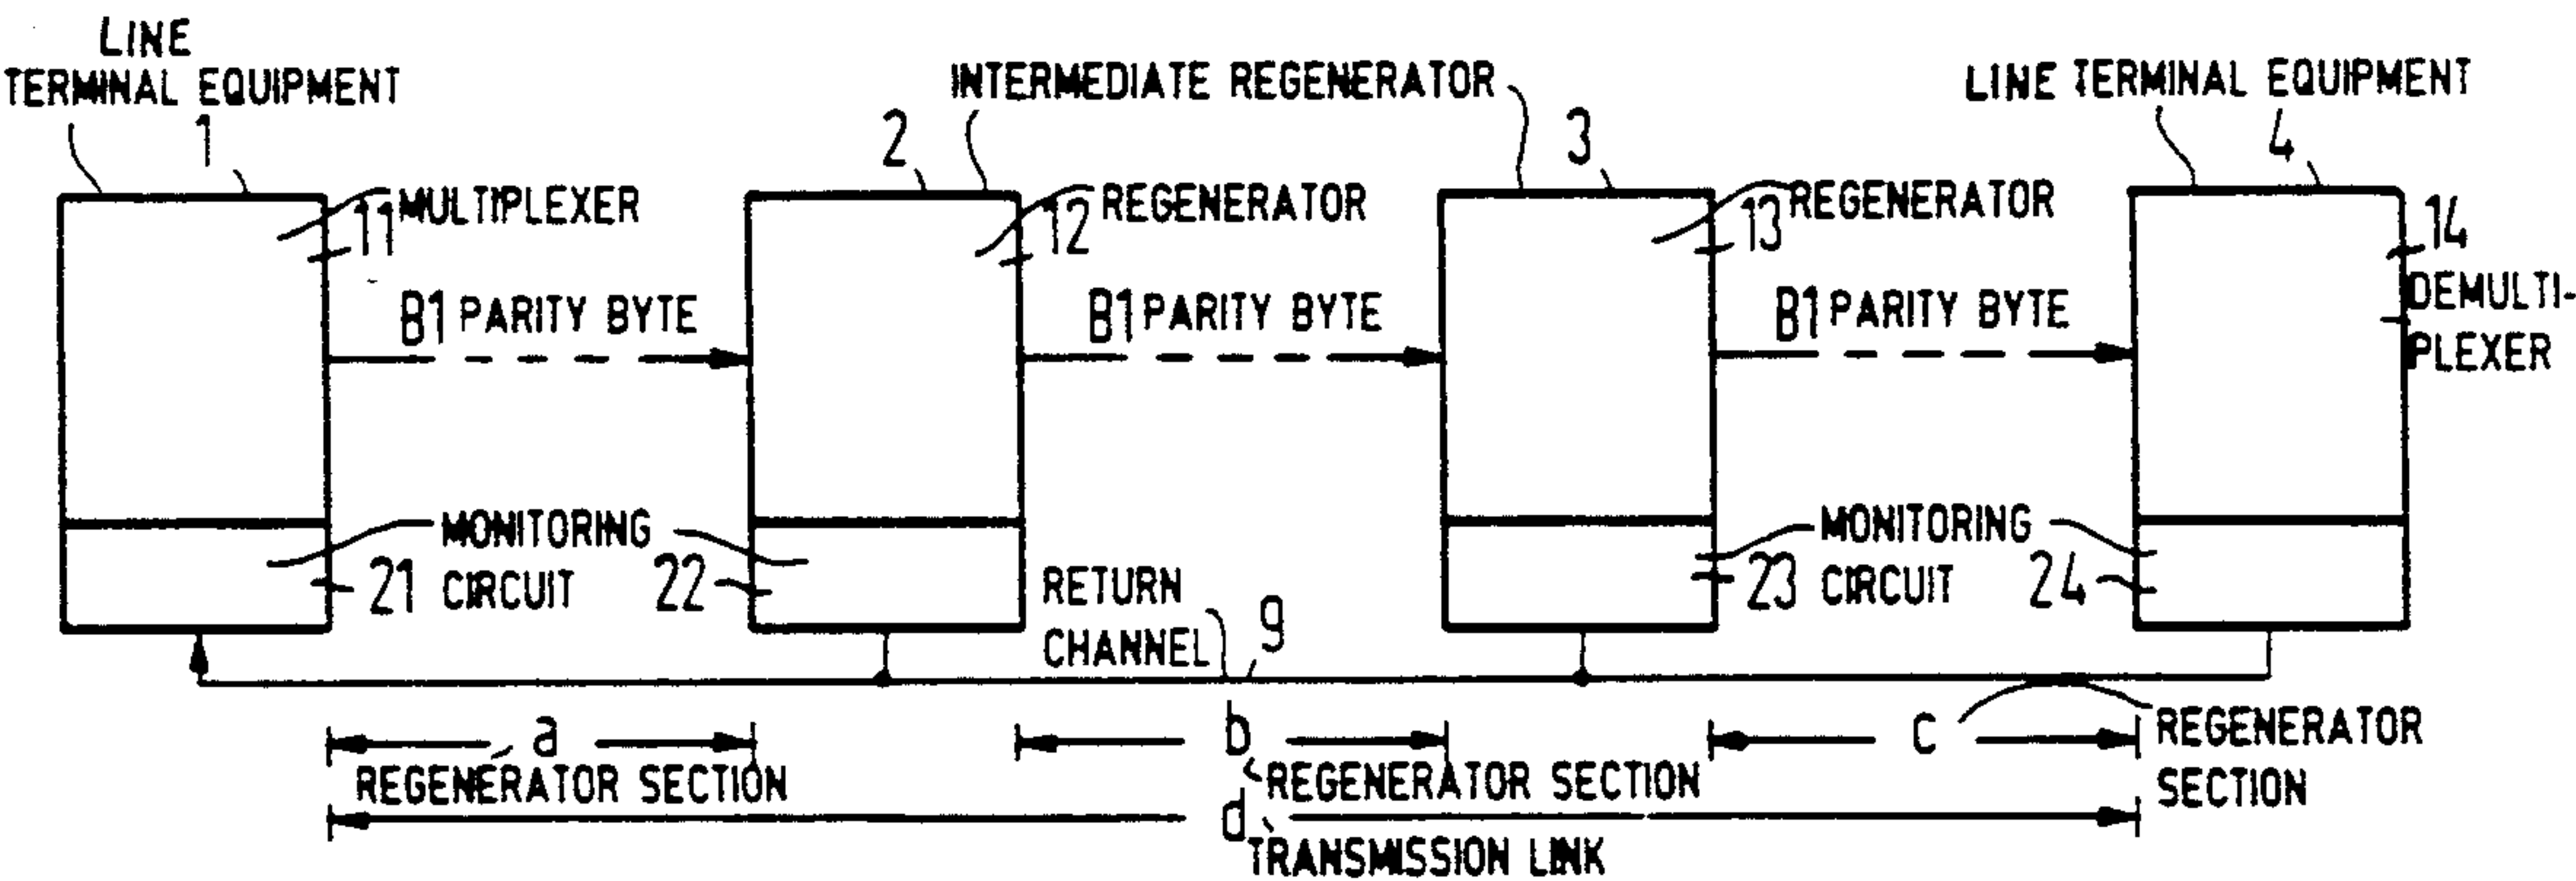 LINE
TERMINAL EQUIPMENT
1
INTERMEDIATE REGENERATOR
2
3
LINE TERMINAL EQUIPMENT
4
MULTIPLEXER
11
REGENERATOR
12
REGENERATOR
13
14
DEMULTI-
PLEXER
B1 PARITY BYTE
B1 PARITY BYTE
B1 PARITY BYTE
MONITORING
CIRCUIT
21
22
RETURN
CHANNEL
9
MONITORING
CIRCUIT
23
24
a
REGENERATOR SECTION
b
REGENERATOR SECTION
c
REGENERATOR
SECTION
d
TRANSMISSION LINK